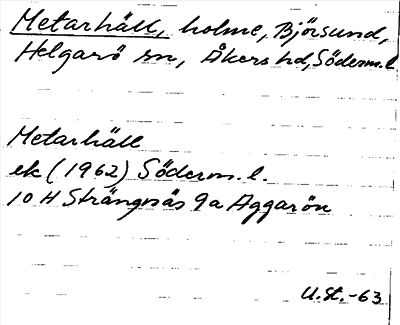 Metarhäll, holme, Björsund,
Helgarö sn, Åkers hd, Söderm.l
Metarhäll
ek (1962) Söderm.l.
10 H Strängnäs 9a Aggarön
U.St.-63